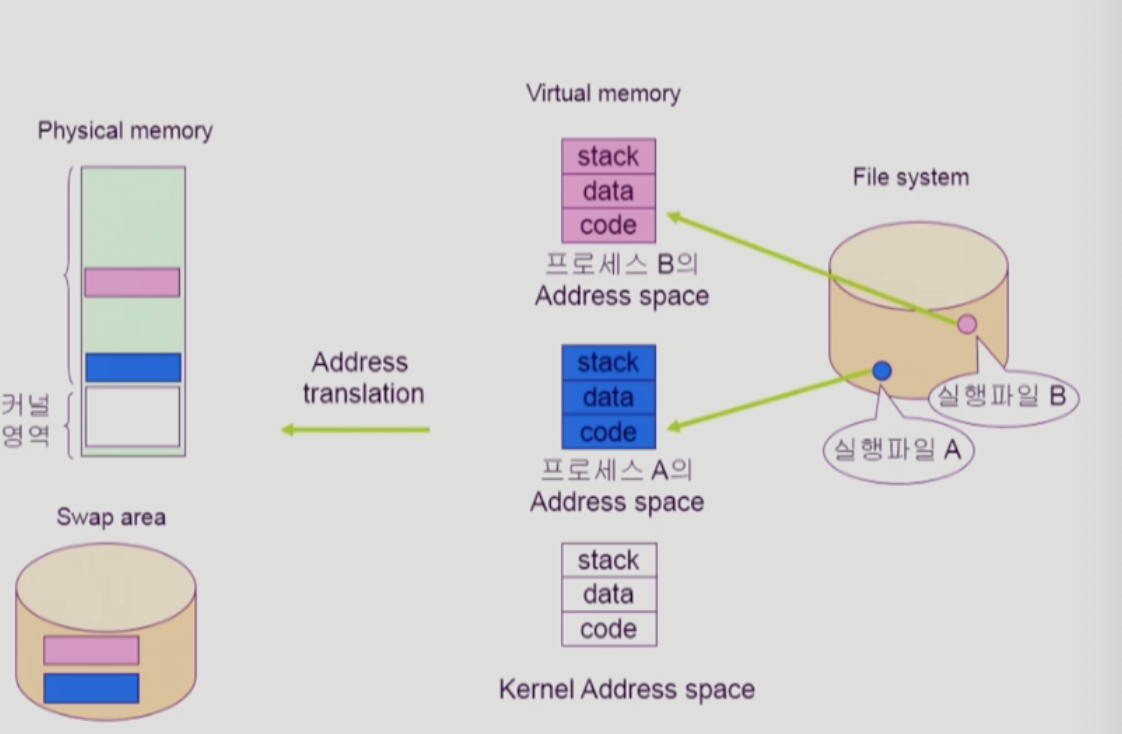 Virtual memory
Physical memory
stack
data
code
프로세스 B의
Address space
File system
실행파일 B
실행파일 A
Address
translation
stack
data
code
프로세스 A의
Address space
커널
영역
Swap area
stack
data
code
Kernel Address space